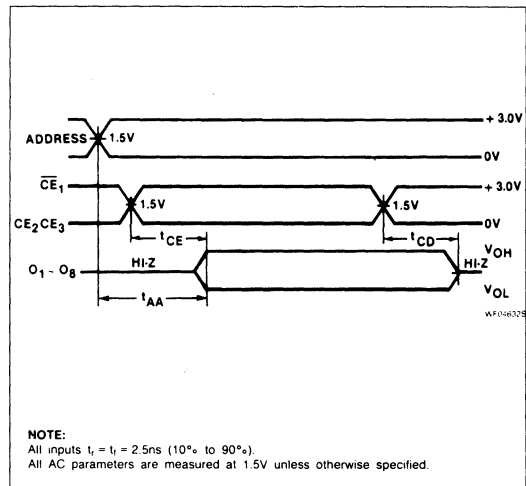 + 3.0V
ADDRESS 1.5V
0V
CE1 + 3.0V
1.5V 1.5V
CE2CE3 0V
tCE tCD VOH
O1 - O8 HI-Z HI-Z
tAA VOL
WF04632S
NOTE:
All inputs tr = tf = 2.5ns (10% to 90%).
All AC parameters are measured at 1.5V unless otherwise specified.